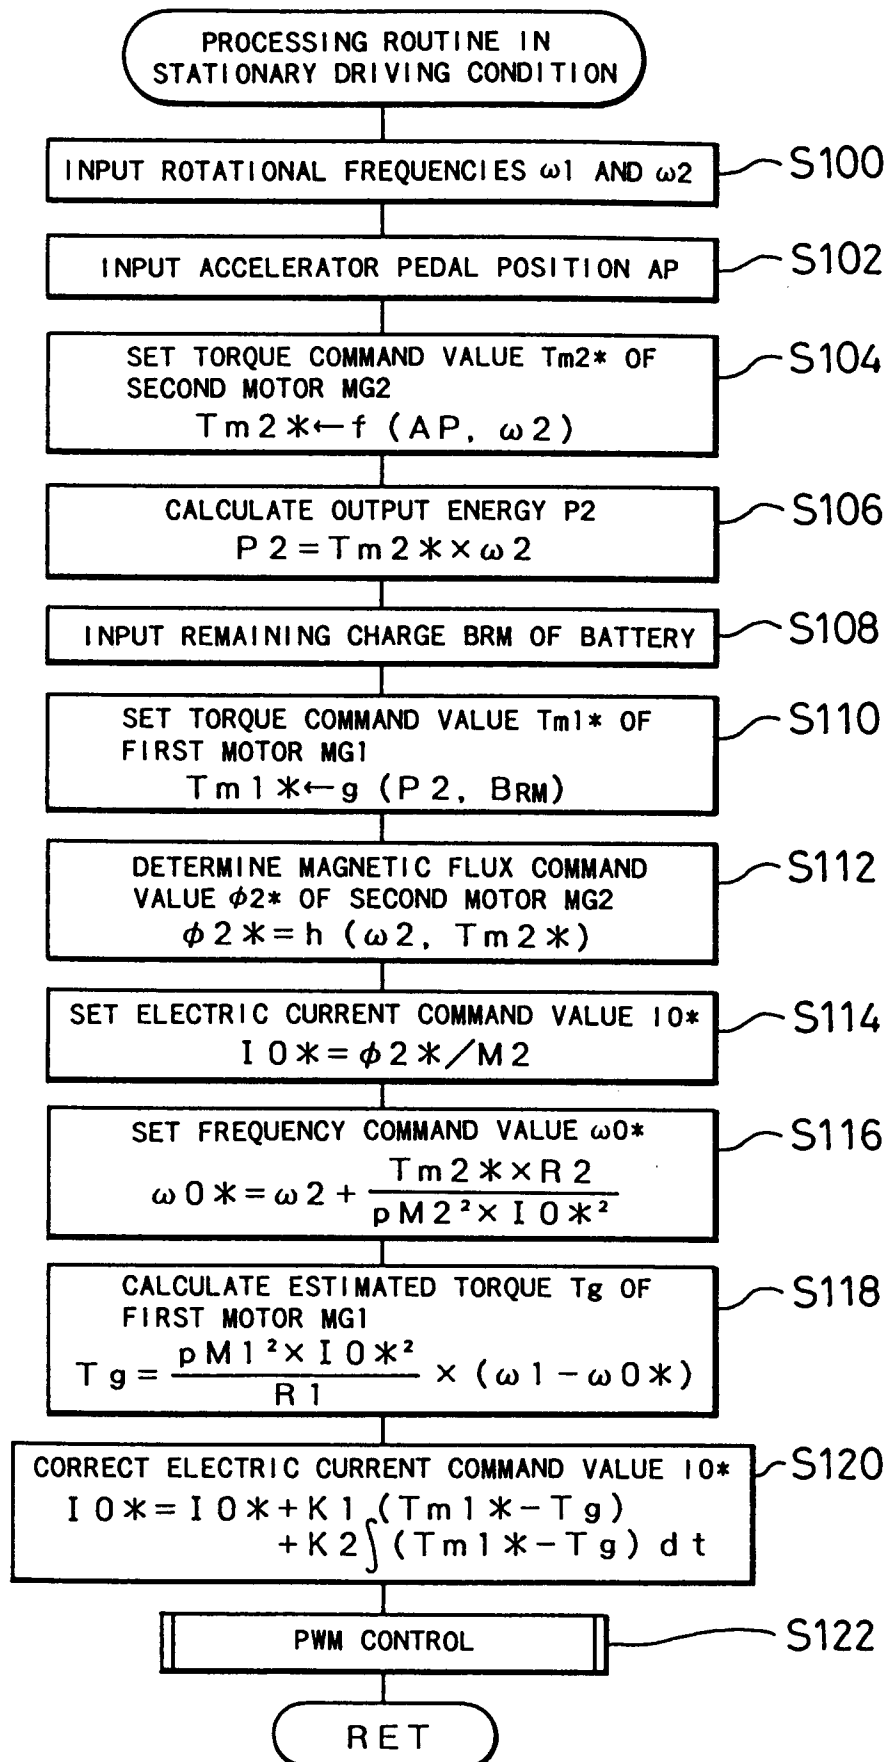 PROCESSING ROUTINE IN
STATIONARY DRIVING CONDITION
INPUT ROTATIONAL FREQUENCIES ω1 AND ω2
S100
INPUT ACCELERATOR PEDAL POSITION AP
S102
SET TORQUE COMMAND VALUE Tm2* OF
SECOND MOTOR MG2
Tm2*←f (AP, ω2)
S104
CALCULATE OUTPUT ENERGY P2
P2=Tm2*×ω2
S106
INPUT REMAINING CHARGE BRM OF BATTERY
S108
SET TORQUE COMMAND VALUE Tm1* OF
FIRST MOTOR MG1
Tm1*←g (P2, BRM)
S110
DETERMINE MAGNETIC FLUX COMMAND
VALUE φ2* OF SECOND MOTOR MG2
φ2*=h (ω2, Tm2*)
S112
SET ELECTRIC CURRENT COMMAND VALUE I0*
I0*=φ2*/M2
S114
SET FREQUENCY COMMAND VALUE ω0*
ω0*=ω2+ Tm2*×R2 / pM2²×I0*²
S116
CALCULATE ESTIMATED TORQUE Tg OF
FIRST MOTOR MG1
Tg= pM1²×I0*² / R1 ×(ω1-ω0*)
S118
CORRECT ELECTRIC CURRENT COMMAND VALUE I0*
I0*=I0*+K1 (Tm1*-Tg)
+K2∫(Tm1*-Tg) dt
S120
PWM CONTROL
S122
RET